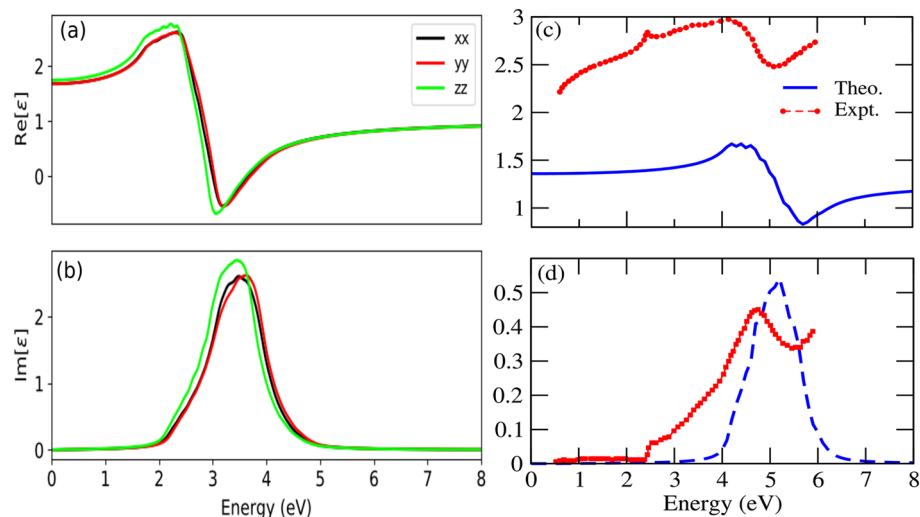 (a)
xx
yy
zz
Re[ε]
2
1
0
(b)
Im[ε]
2
1
0
0 1 2 3 4 5 6 7 8
Energy (eV)
(c)
3
2.5
2
1.5
1
Theo.
Expt.
(d)
0.5
0.4
0.3
0.2
0.1
0
0 1 2 3 4 5 6 7 8
Energy (eV)